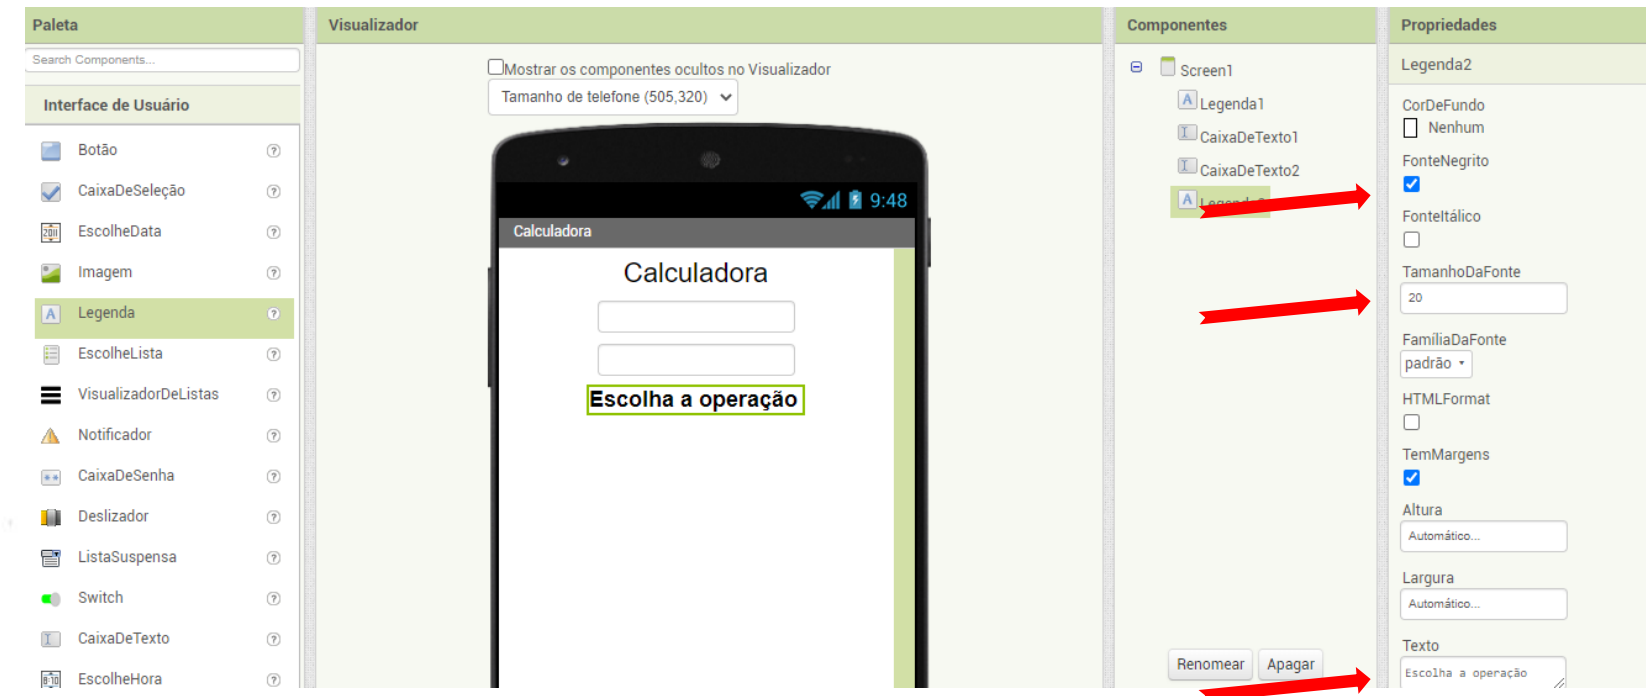 Paleta
Search Components...
Interface de Usuário
Botão
CaixaDeSeleção
EscolheData
Imagem
Legenda
EscolheLista
VisualizadorDeListas
Notificador
CaixaDeSenha
Deslizador
ListaSuspensa
Switch
CaixaDeTexto
EscolheHora
Visualizador
Mostrar os componentes ocultos no Visualizador
Tamanho de telefone (505,320)
9:48
Calculadora
Calculadora
Escolha a operação
Componentes
Screen1
Legenda1
CaixaDeTexto1
CaixaDeTexto2
Renomear Apagar
Propriedades
Legenda2
CorDeFundo
Nenhum
FonteNegrito
FonteItálico
TamanhoDaFonte
20
FamíliaDaFonte
padrão
HTMLFormat
TemMargens
Altura
Automático...
Largura
Automático...
Texto
Escolha a operação